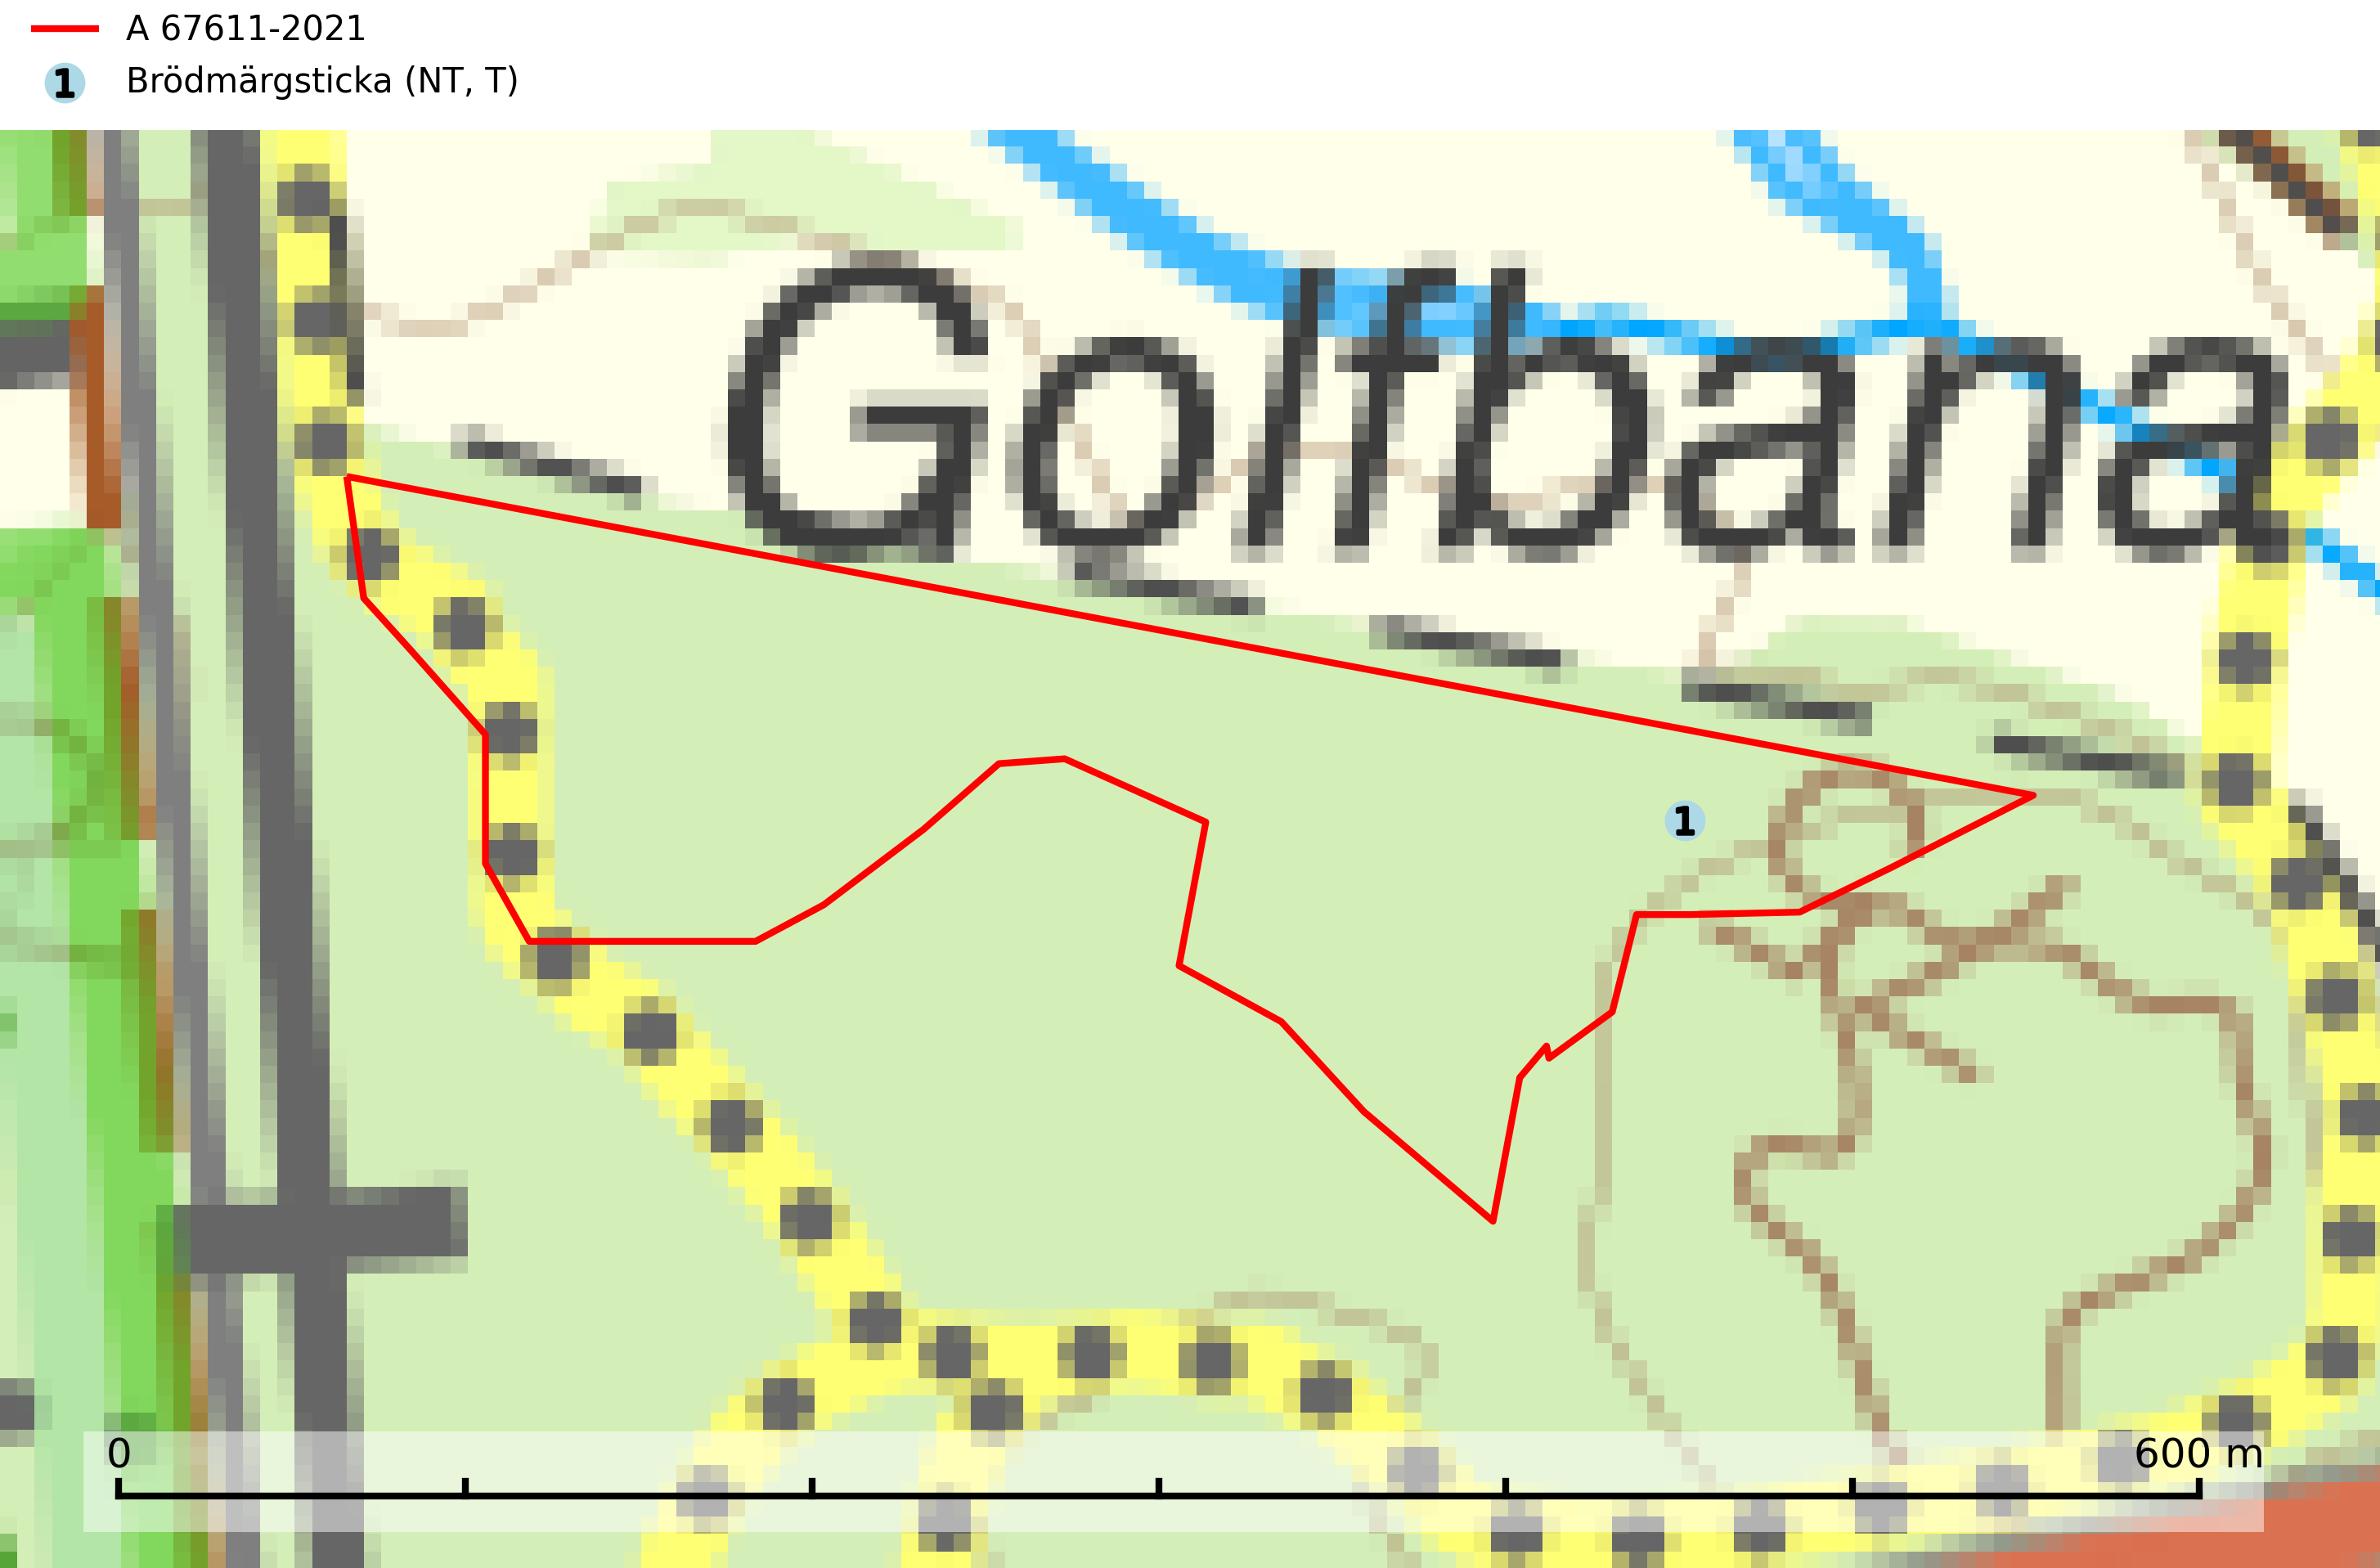 A 67611-2021
1 Brödmärgsticka (NT, T)
Golfbana
1
0 600 m